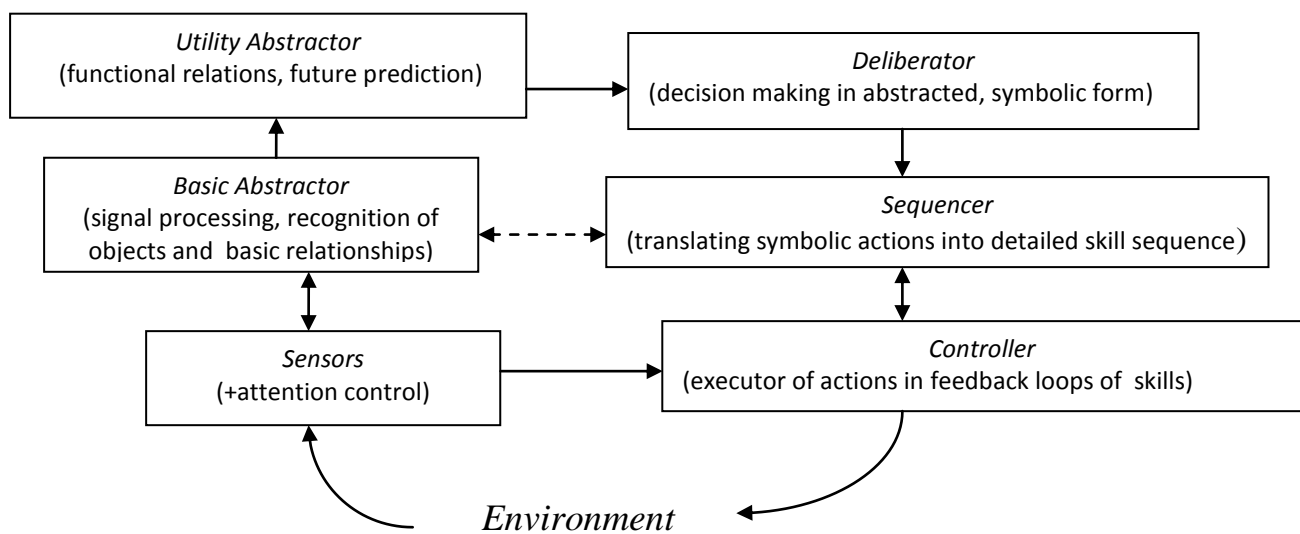 Utility Abstractor
(functional relations, future prediction)
Deliberator
(decision making in abstracted, symbolic form)
Basic Abstractor
(signal processing, recognition of
objects and basic relationships)
Sequencer
(translating symbolic actions into detailed skill sequence)
Sensors
(+attention control)
Controller
(executor of actions in feedback loops of skills)
Environment